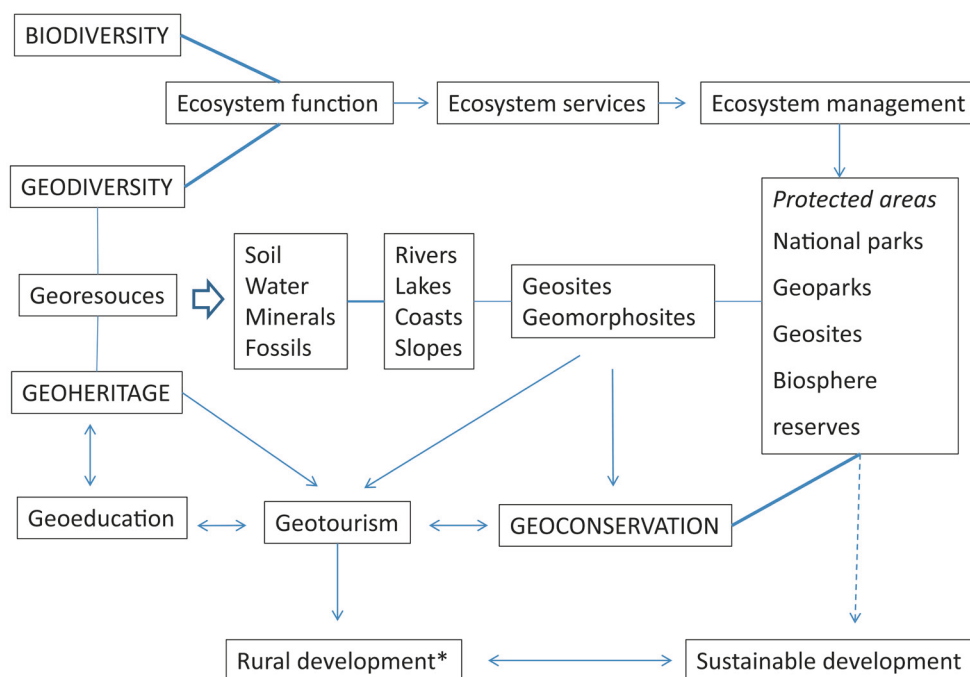 BIODIVERSITY
Ecosystem function
Ecosystem services
Ecosystem management
GEODIVERSITY
Protected areas
National parks
Geoparks
Geosites
Biosphere
reserves
Georesouces
Soil
Water
Minerals
Fossils
Rivers
Lakes
Coasts
Slopes
Geosites
Geomorphosites
GEOHERITAGE
Geoeducation
Geotourism
GEOCONSERVATION
Rural development*
Sustainable development